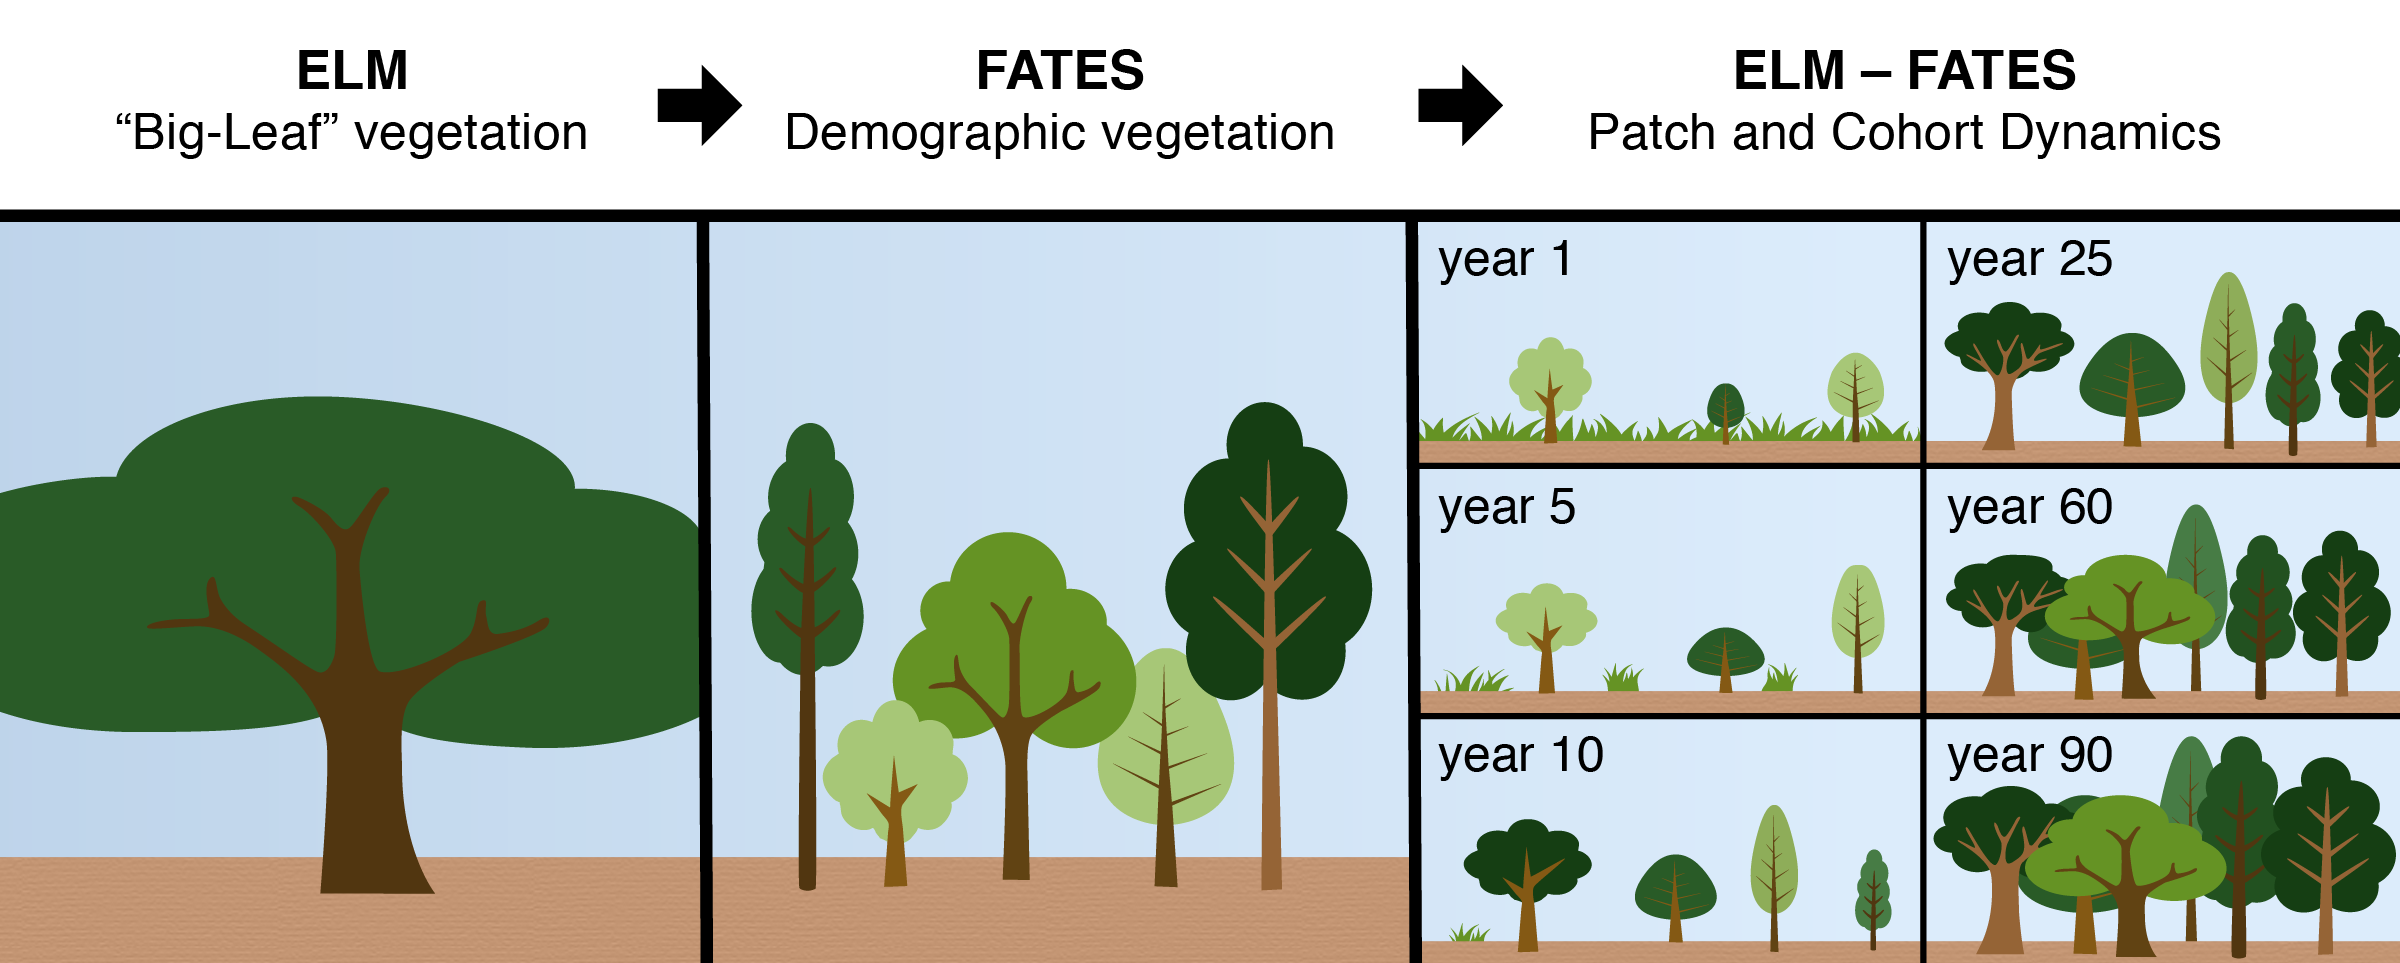 ELM
“Big-Leaf” vegetation
FATES
Demographic vegetation
ELM – FATES
Patch and Cohort Dynamics
year 1
year 25
year 5
year 60
year 10
year 90